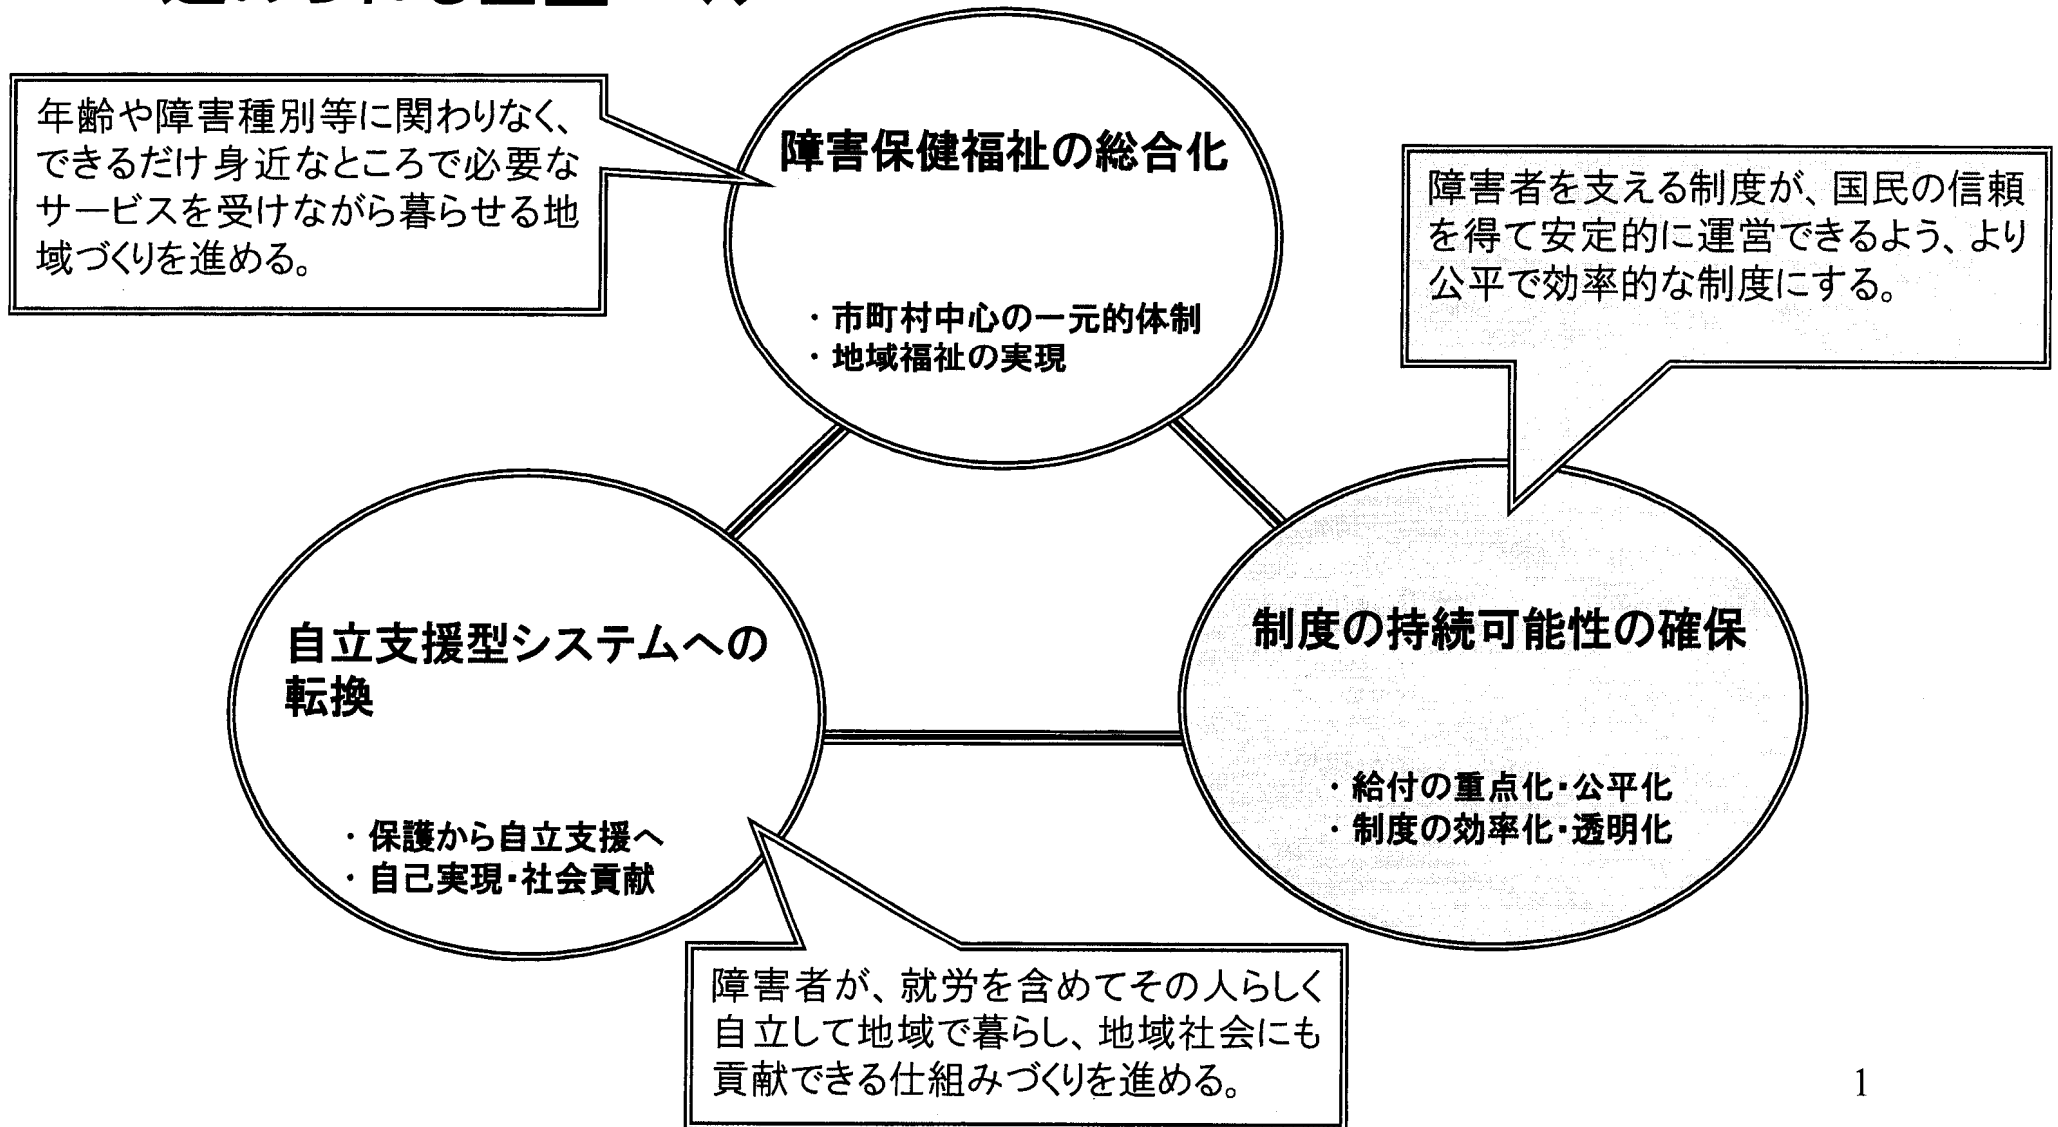 年齢や障害種別等に関わりなく、
できるだけ身近なところで必要な
サービスを受けながら暮らせる地
域づくりを進める。
障害保健福祉の総合化
・市町村中心の一元的体制
・地域福祉の実現
障害者を支える制度が、国民の信頼
を得て安定的に運営できるよう、より
公平で効率的な制度にする。
自立支援型システムへの
転換
・保護から自立支援へ
・自己実現・社会貢献
制度の持続可能性の確保
・給付の重点化・公平化
・制度の効率化・透明化
障害者が、就労を含めてその人らしく
自立して地域で暮らし、地域社会にも
貢献できる仕組みづくりを進める。
1